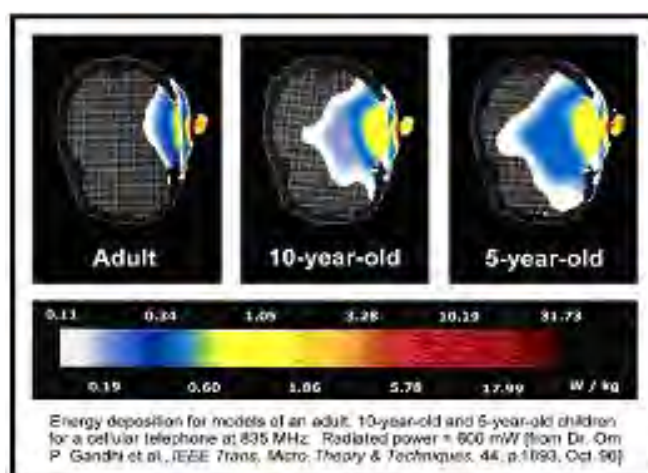 Adult 10-year-old 5-year-old
0.11 0.34 1.05 3.28 10.19 31.73
0.19 0.60 1.86 5.78 17.99 W / kg
Energy deposition for models of an adult, 10-year-old and 5-year-old children
for a cellular telephone at 835 MHz. Radiated power = 600 mW [from Dr. Om
P. Gandhi et al., IEEE Trans. Micro. Theory & Techniques, 44, p.1893, Oct. 96]